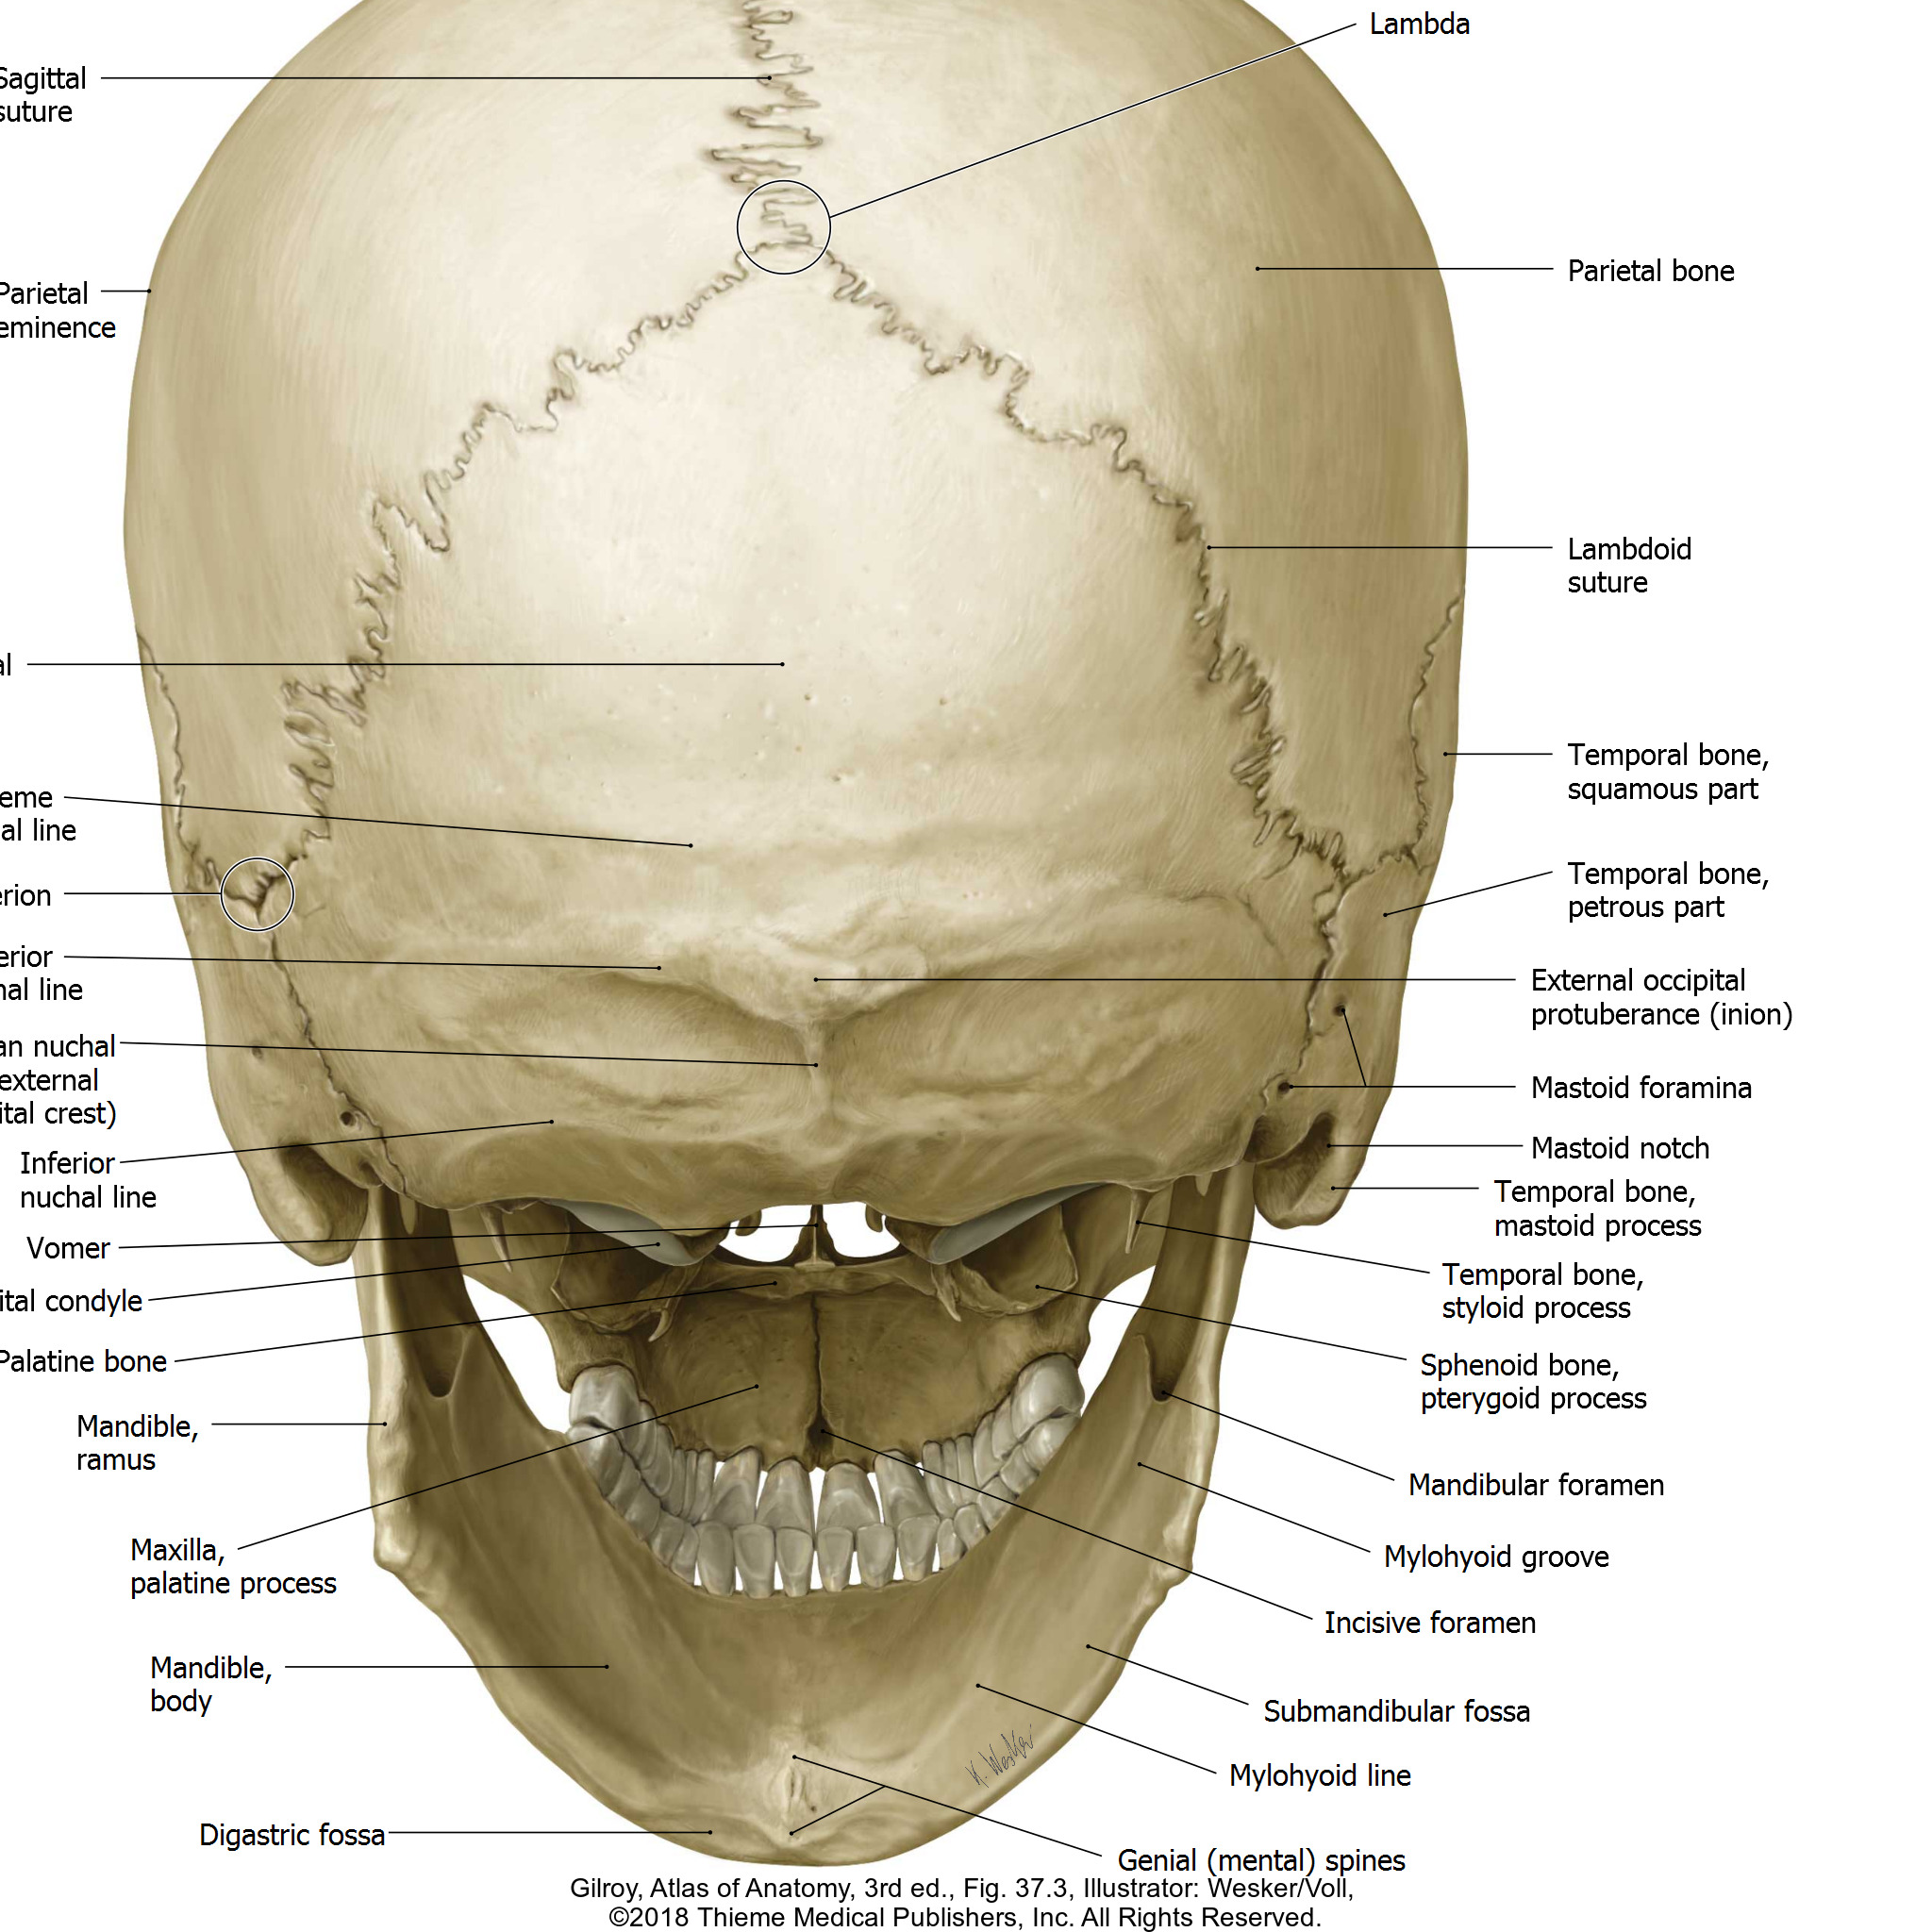 Lambda
Sagittal
suture
Parietal bone
Parietal
eminence
Lambdoid
suture
al
Temporal bone,
squamous part
eme
al line
Temporal bone,
petrous part
erion
erior
nal line
External occipital
protuberance (inion)
an nuchal
external
ital crest)
Mastoid foramina
Mastoid notch
Inferior
nuchal line
Temporal bone,
mastoid process
Vomer
Temporal bone,
styloid process
ital condyle
Palatine bone
Sphenoid bone,
pterygoid process
Mandible,
ramus
Mandibular foramen
Maxilla,
palatine process
Mylohyoid groove
Incisive foramen
Mandible,
body
Submandibular fossa
K. Wesker
Mylohyoid line
Digastric fossa
Genial (mental) spines
Gilroy, Atlas of Anatomy, 3rd ed., Fig. 37.3, Illustrator: Wesker/Voll,
©2018 Thieme Medical Publishers, Inc. All Rights Reserved.